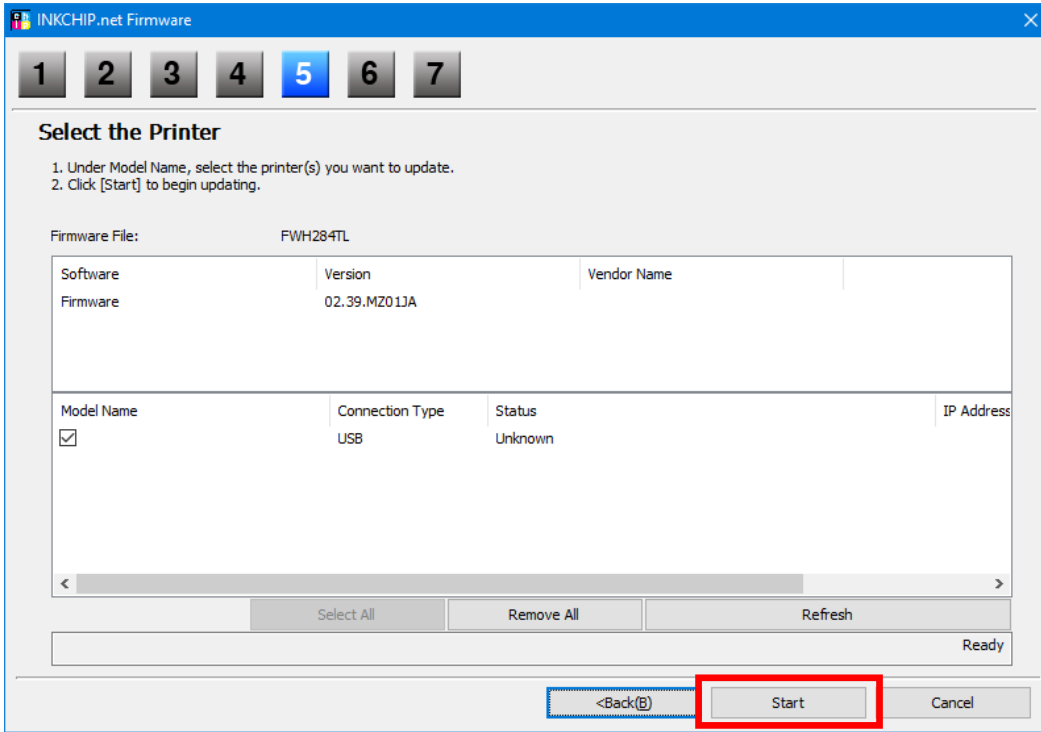 INKCHIP.net Firmware
1 2 3 4 5 6 7
Select the Printer
1. Under Model Name, select the printer(s) you want to update.
2. Click [Start] to begin updating.
Firmware File: FWH284TL
Software Version Vendor Name
Firmware 02.39.MZ01JA
Model Name Connection Type Status IP Address
USB Unknown
Select All Remove All Refresh
Ready
<Back(B) Start Cancel